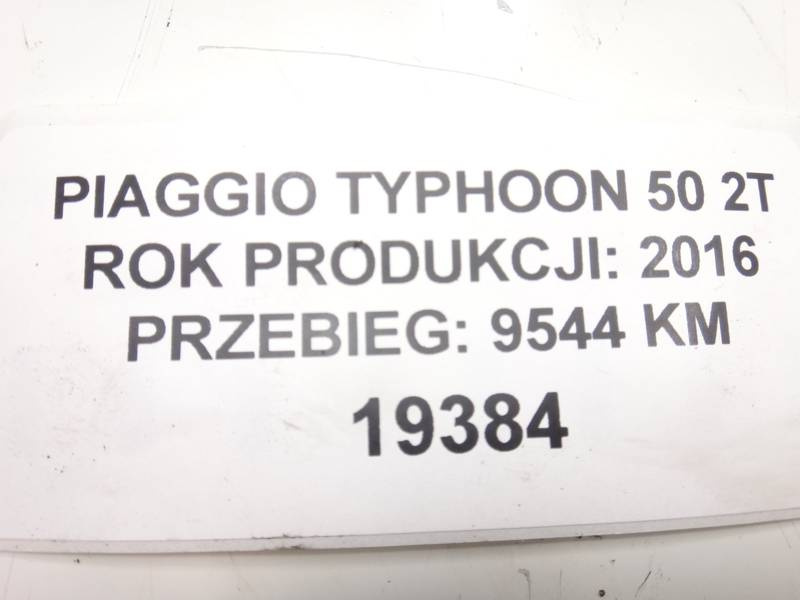 PIAGGIO TYPHOON 50 2T
ROK PRODUKCJI: 2016
PRZEBIEG: 9544 KM
19384